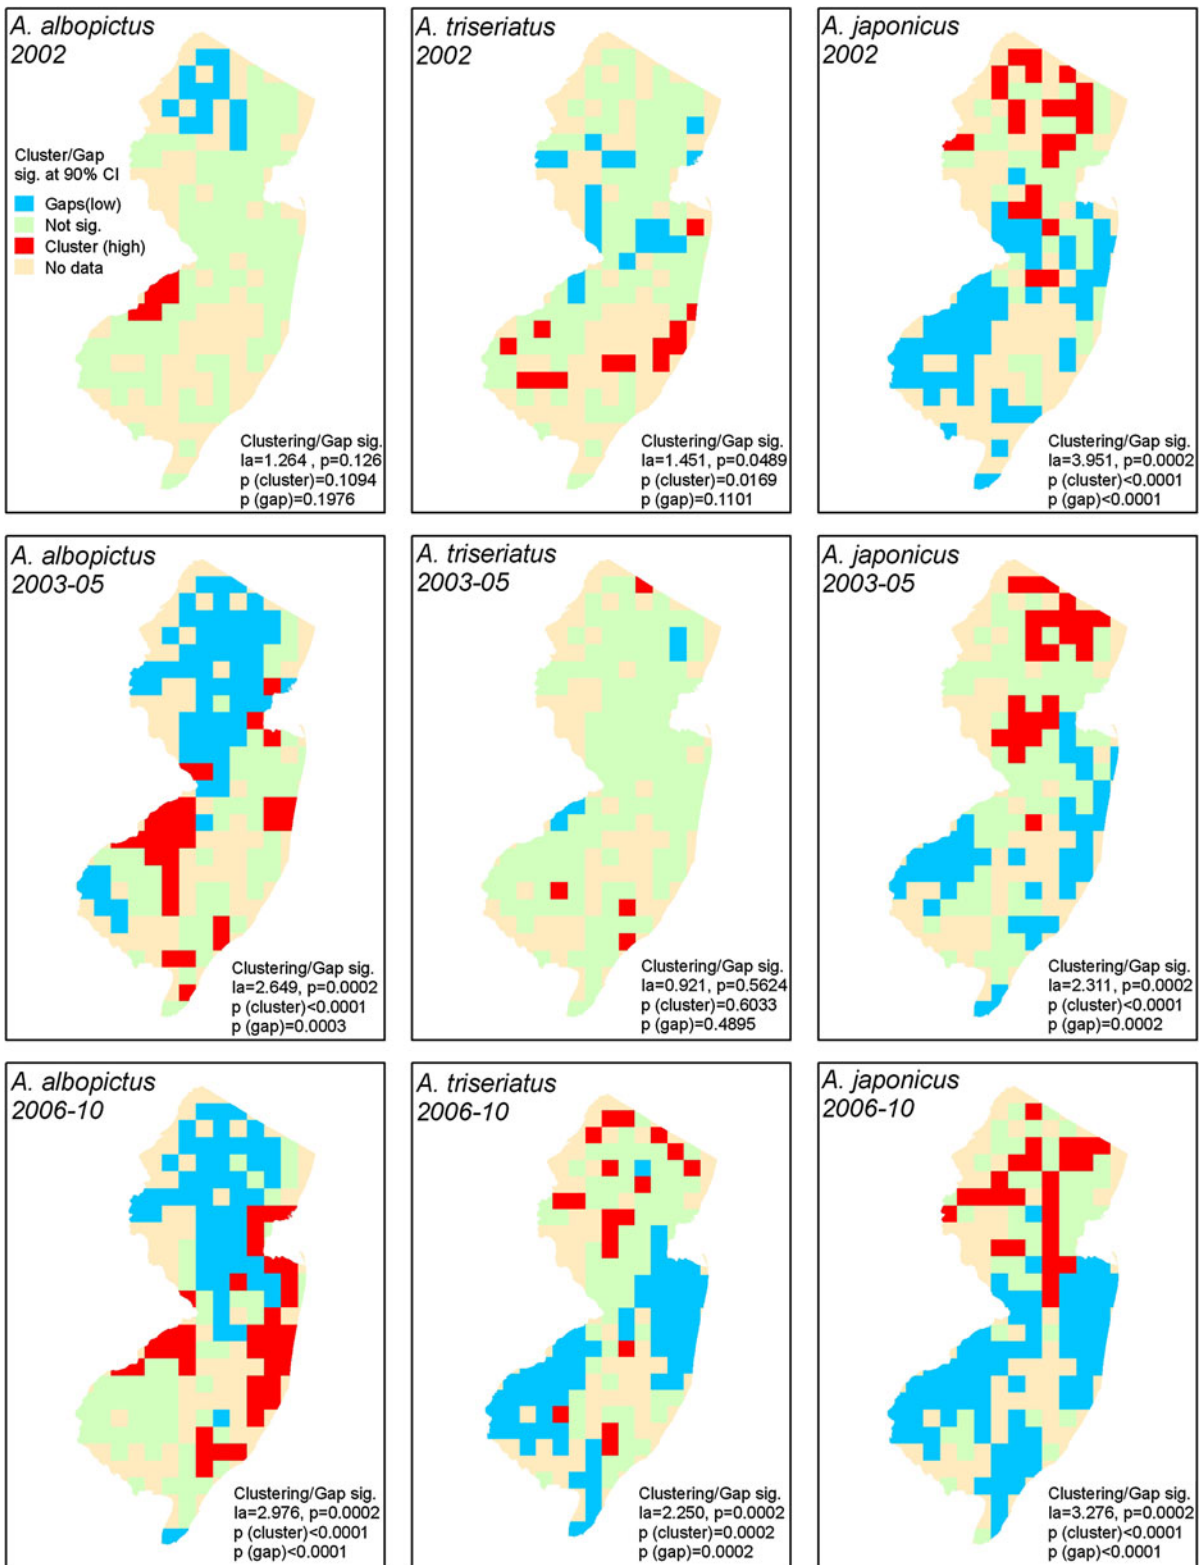 A. albopictus
2002
Cluster/Gap
sig. at 90% CI
Gaps(low)
Not sig.
Cluster (high)
No data
Clustering/Gap sig.
Ia=1.264 , p=0.126
p (cluster)=0.1094
p (gap)=0.1976
A. triseriatus
2002
Clustering/Gap sig.
Ia=1.451, p=0.0489
p (cluster)=0.0169
p (gap)=0.1101
A. japonicus
2002
Clustering/Gap sig.
Ia=3.951, p=0.0002
p (cluster)<0.0001
p (gap)<0.0001
A. albopictus
2003-05
Clustering/Gap sig.
Ia=2.649, p=0.0002
p (cluster)<0.0001
p (gap)=0.0003
A. triseriatus
2003-05
Clustering/Gap sig.
Ia=0.921, p=0.5624
p (cluster)=0.6033
p (gap)=0.4895
A. japonicus
2003-05
Clustering/Gap sig.
Ia=2.311, p=0.0002
p (cluster)<0.0001
p (gap)=0.0002
A. albopictus
2006-10
Clustering/Gap sig.
Ia=2.976, p=0.0002
p (cluster)<0.0001
p (gap)<0.0001
A. triseriatus
2006-10
Clustering/Gap sig.
Ia=2.250, p=0.0002
p (cluster)=0.0002
p (gap)=0.0002
A. japonicus
2006-10
Clustering/Gap sig.
Ia=3.276, p=0.0002
p (cluster)<0.0001
p (gap)<0.0001